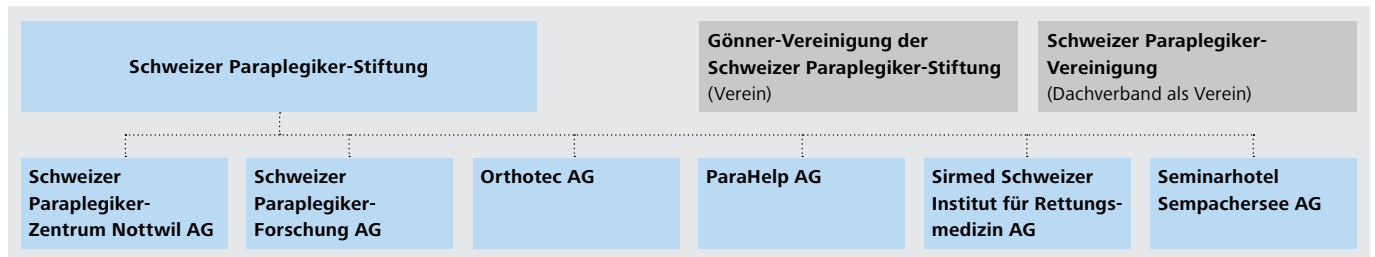 Schweizer Paraplegiker-Stiftung
Gönner-Vereinigung der
Schweizer Paraplegiker-Stiftung
(Verein)
Schweizer Paraplegiker-
Vereinigung
(Dachverband als Verein)
Schweizer
Paraplegiker-
Zentrum Nottwil AG
Schweizer
Paraplegiker-
Forschung AG
Orthotec AG
ParaHelp AG
Sirmed Schweizer
Institut für Rettungs-
medizin AG
Seminarhotel
Sempachersee AG